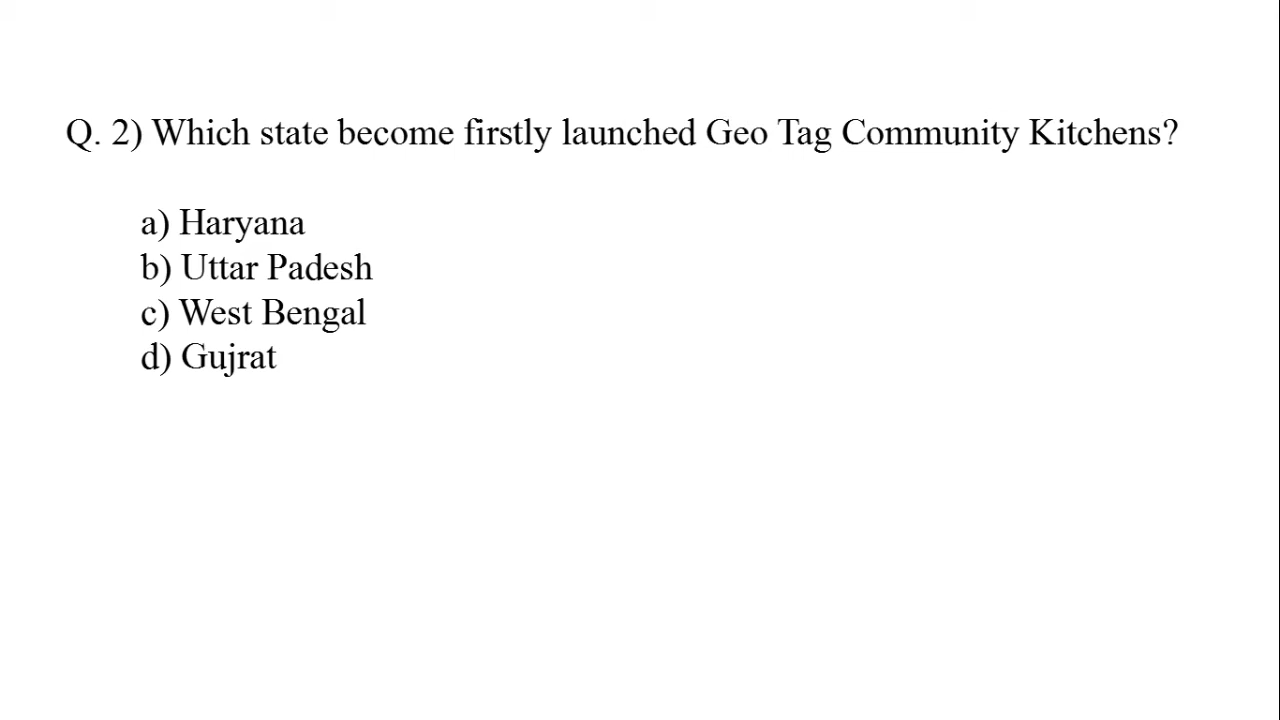 Q. 2) Which state become firstly launched Geo Tag Community Kitchens?
a) Haryana
b) Uttar Padesh
c) West Bengal
d) Gujrat